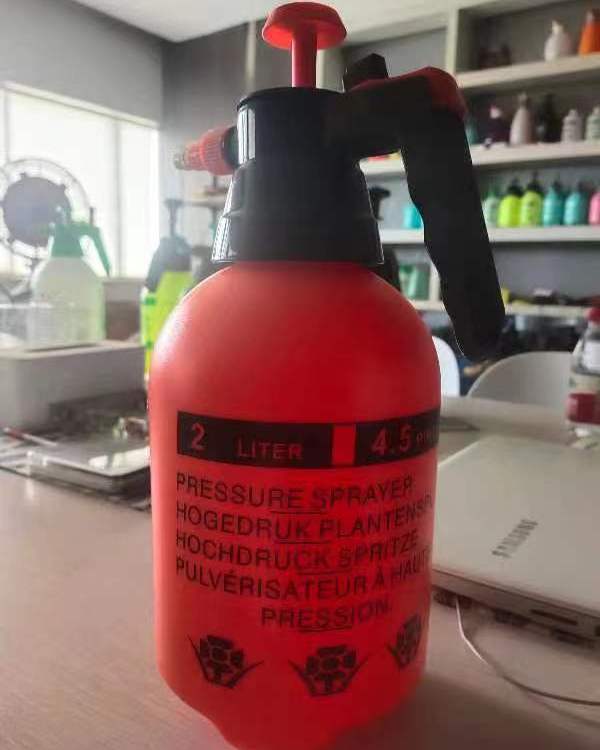 2 LITER 4.5
PRESSURE SPRAYER
HOGEDRUK
HOCHDRUCK SPRITZE
PULVÉRISATEUR À
PRESSION
SAMSUNG